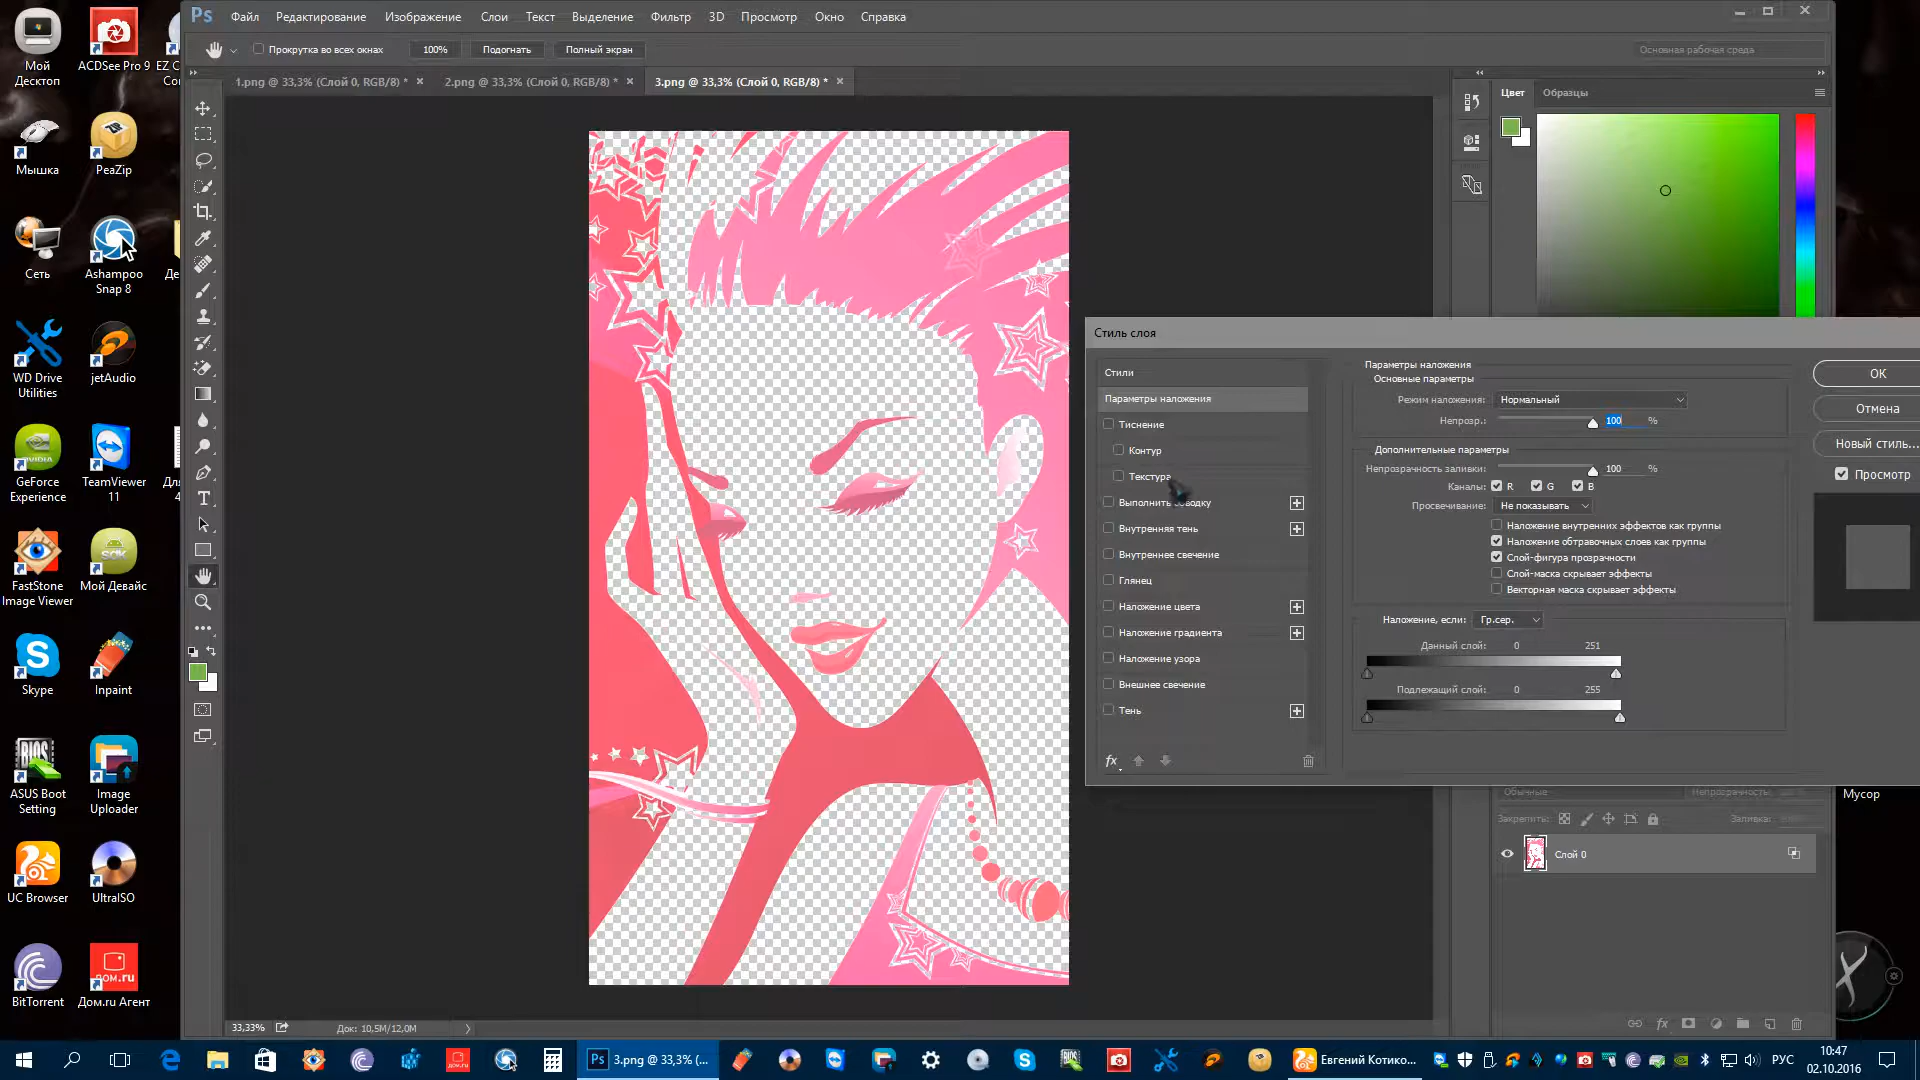 Ps Файл Редактирование Изображение Слои Текст Выделение Фильтр 3D Просмотр Окно Справка
Прокрутка во всех окнах 100% Подогнать Полный экран Основная рабочая среда
1.png @ 33,3% (Слой 0, RGB/8) * × 2.png @ 33,3% (Слой 0, RGB/8) * × 3.png @ 33,3% (Слой 0, RGB/8) * ×
Цвет Образцы
Мой Десктоп
ACDSee Pro 9
EZ C
Co
Мышка
PeaZip
Сеть
Ashampoo Snap 8
Де
WD Drive Utilities
jetAudio
GeForce Experience
TeamViewer 11
Дл
4
FastStone Image Viewer
Мой Девайс
Skype
Inpaint
ASUS Boot Setting
Image Uploader
UC Browser
UltraISO
BitTorrent
Дом.ru Агент
Стиль слоя
Стили
Параметры наложения
Тиснение
Контур
Текстура
Выполнить обводку
Внутренняя тень
Внутреннее свечение
Глянец
Наложение цвета
Наложение градиента
Наложение узора
Внешнее свечение
Тень
fx
Параметры наложения
Основные параметры
Режим наложения: Нормальный
Непрозр.: 100 %
Дополнительные параметры
Непрозрачность заливки: 100 %
Каналы: R G B
Просвечивание: Не показывать
Наложение внутренних эффектов как группы
Наложение обтравочных слоев как группы
Слой-фигура прозрачности
Слой-маска скрывает эффекты
Векторная маска скрывает эффекты
Наложение, если: Гр.сер.
Данный слой: 0 251
Подлежащий слой: 0 255
OK
Отмена
Новый стиль...
Просмотр
Обычные Непрозрачность:
Мусор
Закрепить: Заливка:
Слой 0
fx
33,33% Док: 10,5M/12,0M
Ps 3.png @ 33,3% (...
Евгений Котико...
РУС
10:47
02.10.2016